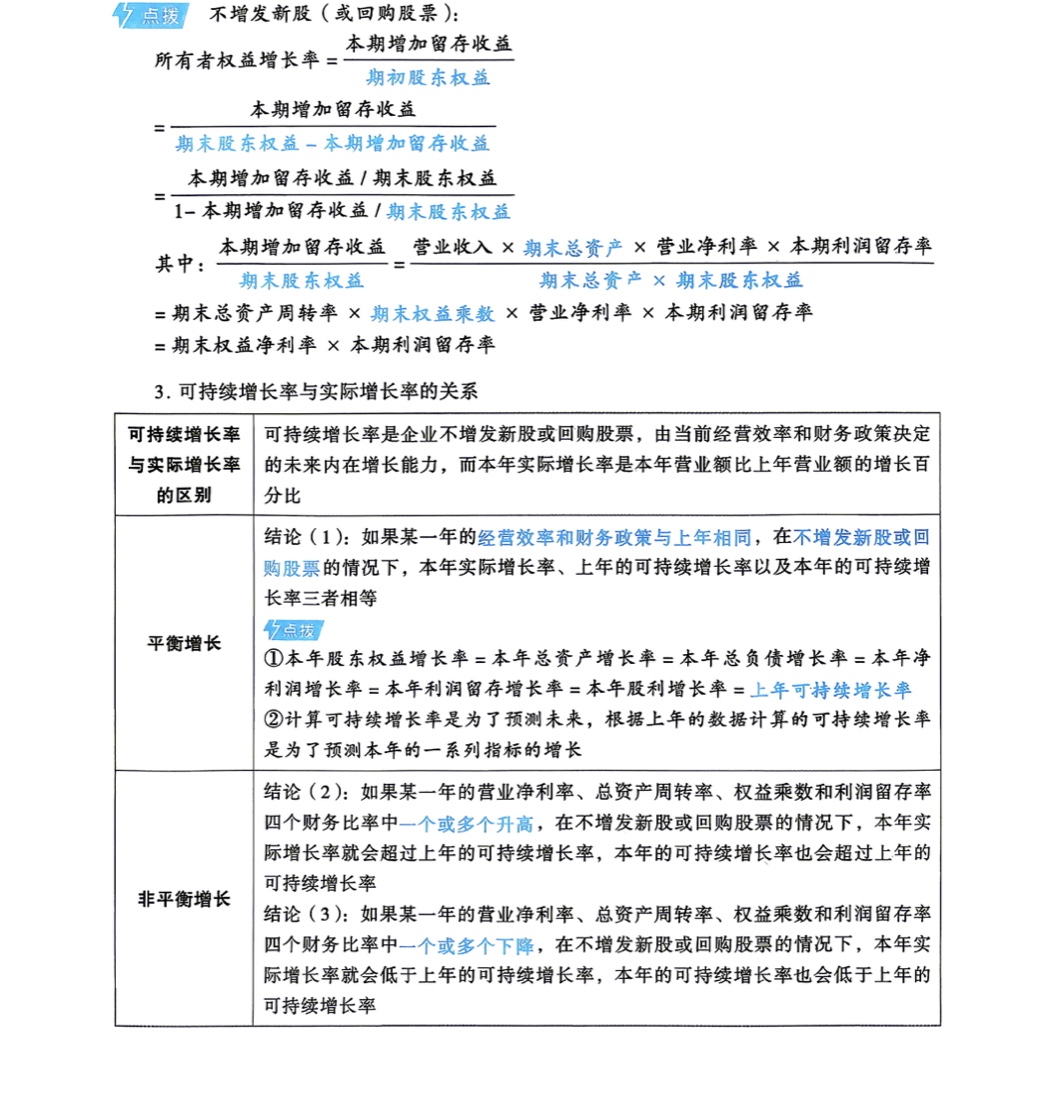 点拨 不增发新股（或回购股票）：
所有者权益增长率 = 本期增加留存收益 / 期初股东权益
= 本期增加留存收益 / 期末股东权益 − 本期增加留存收益
= 本期增加留存收益 / 期末股东权益 / 1− 本期增加留存收益 / 期末股东权益
其中：本期增加留存收益 / 期末股东权益 = 营业收入 × 期末总资产 × 营业净利率 × 本期利润留存率 / 期末总资产 × 期末股东权益
= 期末总资产周转率 × 期末权益乘数 × 营业净利率 × 本期利润留存率
= 期末权益净利率 × 本期利润留存率
3. 可持续增长率与实际增长率的关系
可持续增长率
与实际增长率
的区别
可持续增长率是企业不增发新股或回购股票，由当前经营效率和财务政策决定
的未来内在增长能力，而本年实际增长率是本年营业额比上年营业额的增长百
分比
平衡增长
结论（1）：如果某一年的经营效率和财务政策与上年相同，在不增发新股或回
购股票的情况下，本年实际增长率、上年的可持续增长率以及本年的可持续增
长率三者相等
点拨
①本年股东权益增长率 = 本年总资产增长率 = 本年总负债增长率 = 本年净
利润增长率 = 本年利润留存增长率 = 本年股利增长率 = 上年可持续增长率
②计算可持续增长率是为了预测未来，根据上年的数据计算的可持续增长率
是为了预测本年的一系列指标的增长
非平衡增长
结论（2）：如果某一年的营业净利率、总资产周转率、权益乘数和利润留存率
四个财务比率中一个或多个升高，在不增发新股或回购股票的情况下，本年实
际增长率就会超过上年的可持续增长率，本年的可持续增长率也会超过上年的
可持续增长率
结论（3）：如果某一年的营业净利率、总资产周转率、权益乘数和利润留存率
四个财务比率中一个或多个下降，在不增发新股或回购股票的情况下，本年实
际增长率就会低于上年的可持续增长率，本年的可持续增长率也会低于上年的
可持续增长率